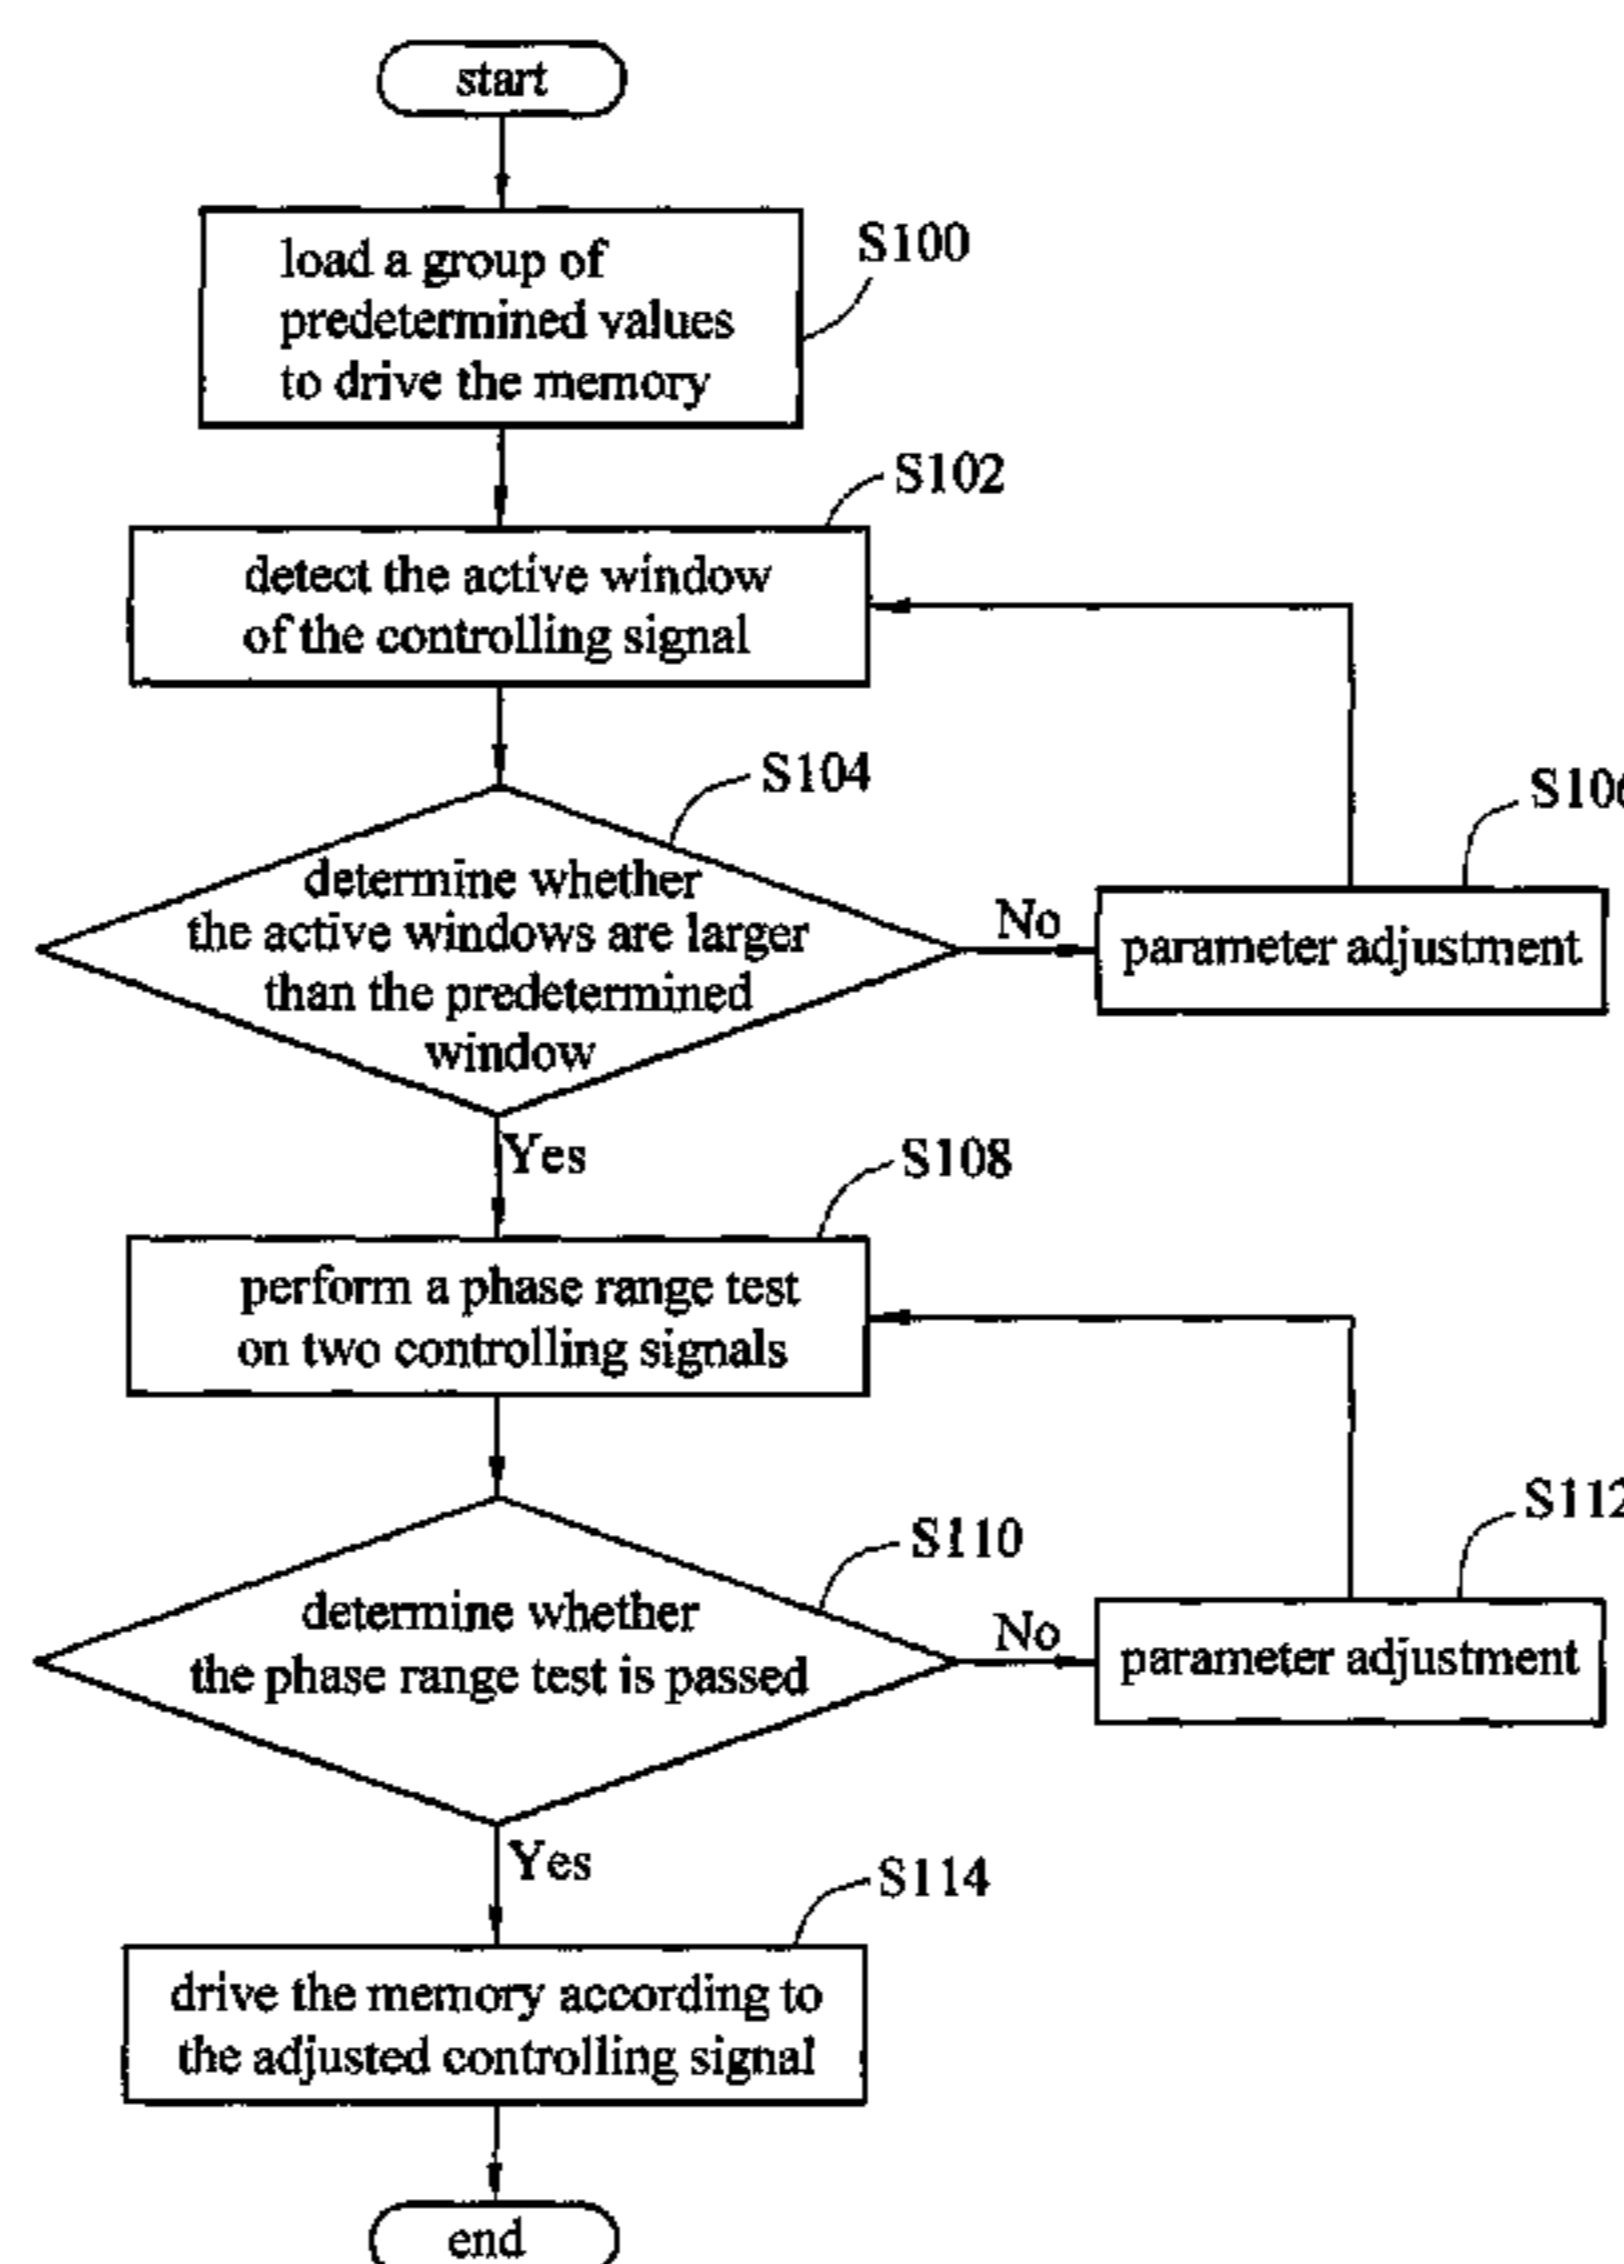 start
load a group of
predetermined values
to drive the memory
S100
S102
detect the active window
of the controlling signal
S104
determine whether
the active windows are larger
than the predetermined
window
No
S106
parameter adjustment
Yes
S108
perform a phase range test
on two controlling signals
S110
determine whether
the phase range test is passed
No
S112
parameter adjustment
Yes
S114
drive the memory according to
the adjusted controlling signal
end